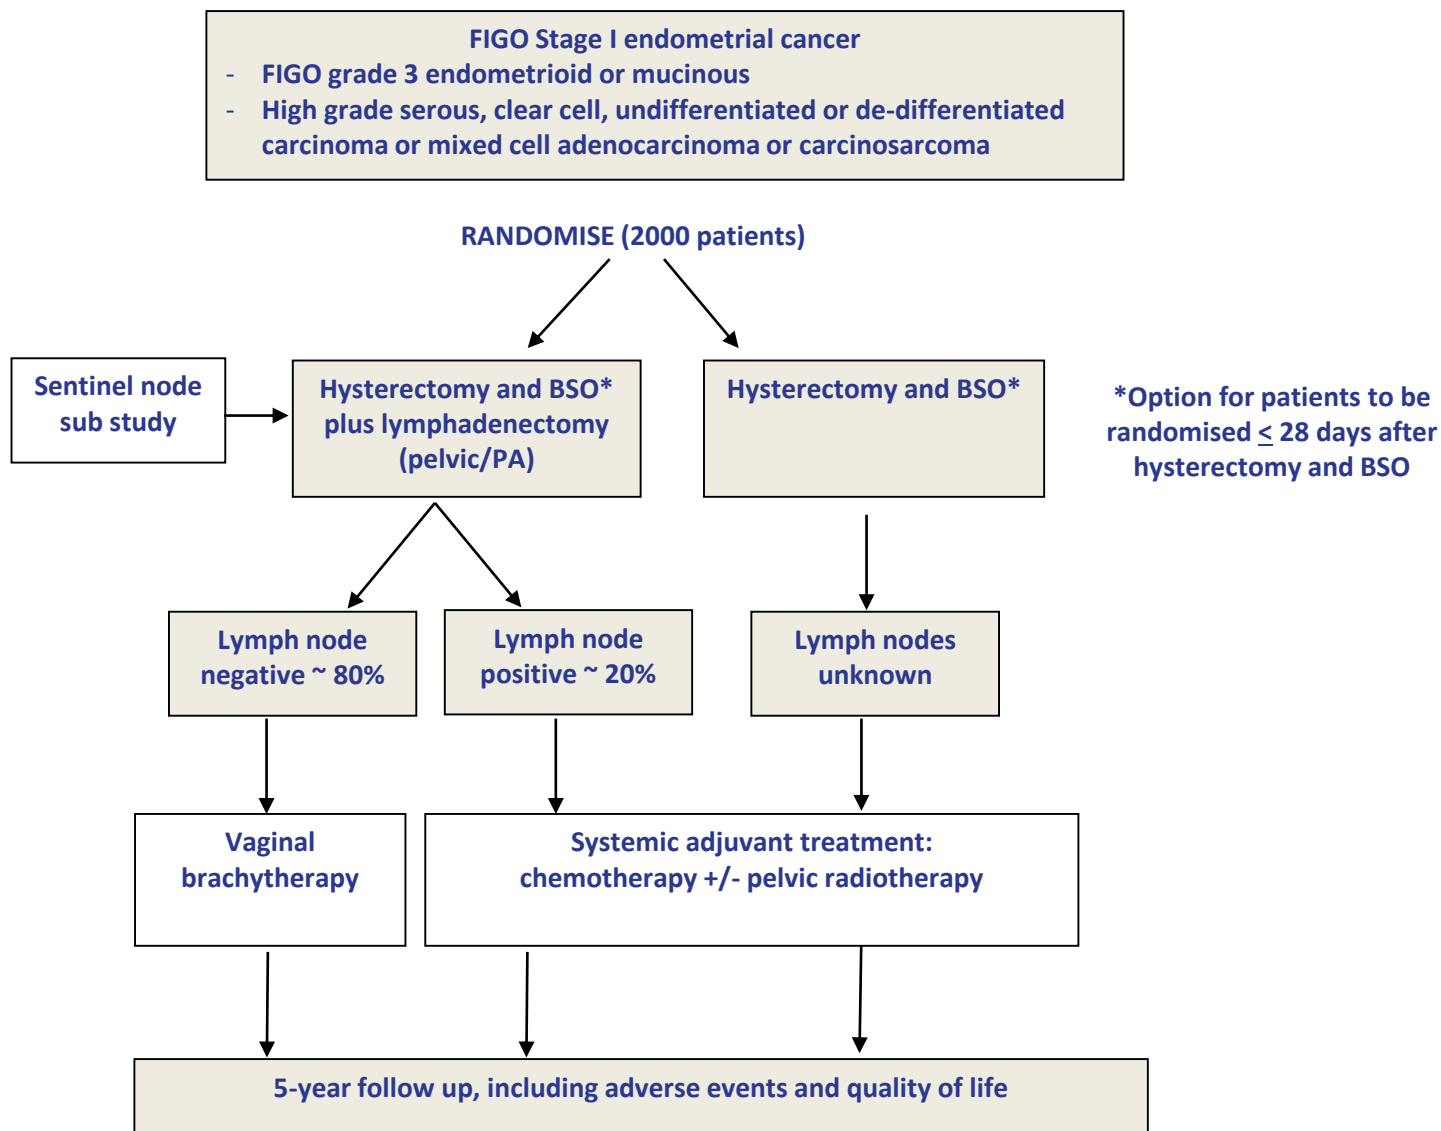 FIGO Stage I endometrial cancer
- FIGO grade 3 endometrioid or mucinous
- High grade serous, clear cell, undifferentiated or de-differentiated
carcinoma or mixed cell adenocarcinoma or carcinosarcoma
RANDOMISE (2000 patients)
Sentinel node
sub study
Hysterectomy and BSO*
plus lymphadenectomy
(pelvic/PA)
Hysterectomy and BSO*
*Option for patients to be
randomised < 28 days after
hysterectomy and BSO
Lymph node
negative ~ 80%
Lymph node
positive ~ 20%
Lymph nodes
unknown
Vaginal
brachytherapy
Systemic adjuvant treatment:
chemotherapy +/- pelvic radiotherapy
5-year follow up, including adverse events and quality of life